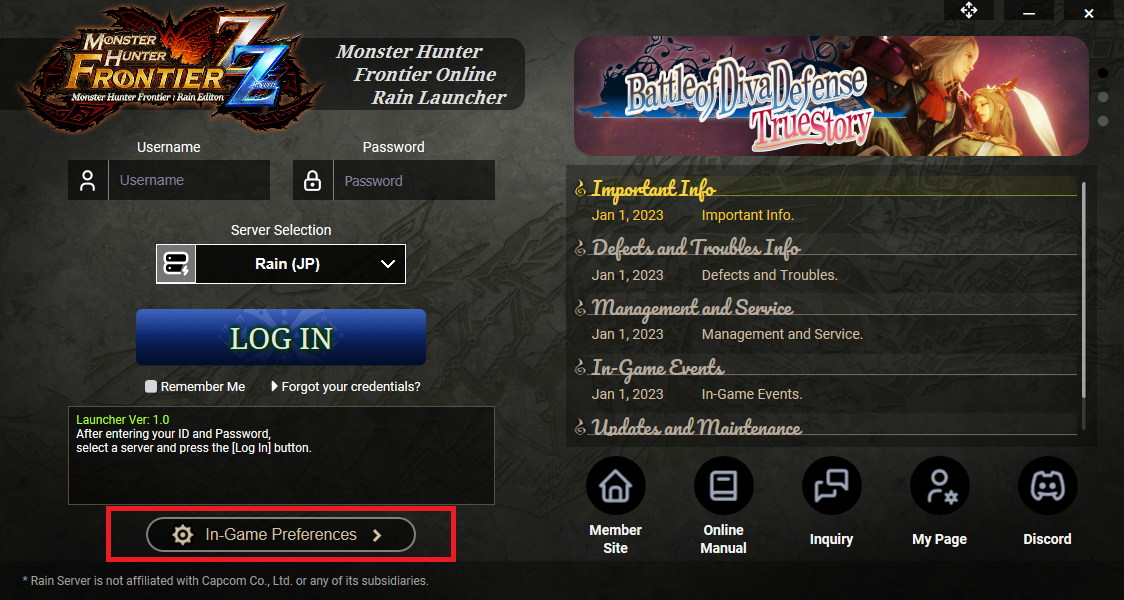 MONSTER
HUNTER
FRONTIER Z
Z
Monster Hunter Frontier : Rain Editon
Monster Hunter
Frontier Online
Rain Launcher
Username
Password
Username
Password
Server Selection
Rain (JP)
LOG IN
Remember Me
Forgot your credentials?
Launcher Ver: 1.0
After entering your ID and Password,
select a server and press the [Log In] button.
In-Game Preferences
* Rain Server is not affiliated with Capcom Co., Ltd. or any of its subsidiaries.
Battle of Diva Defense
True Story
Important Info
Jan 1, 2023 Important Info.
Defects and Troubles Info
Jan 1, 2023 Defects and Troubles.
Management and Service
Jan 1, 2023 Management and Service.
In-Game Events
Jan 1, 2023 In-Game Events.
Updates and Maintenance
Member
Site
Online
Manual
Inquiry
My Page
Discord